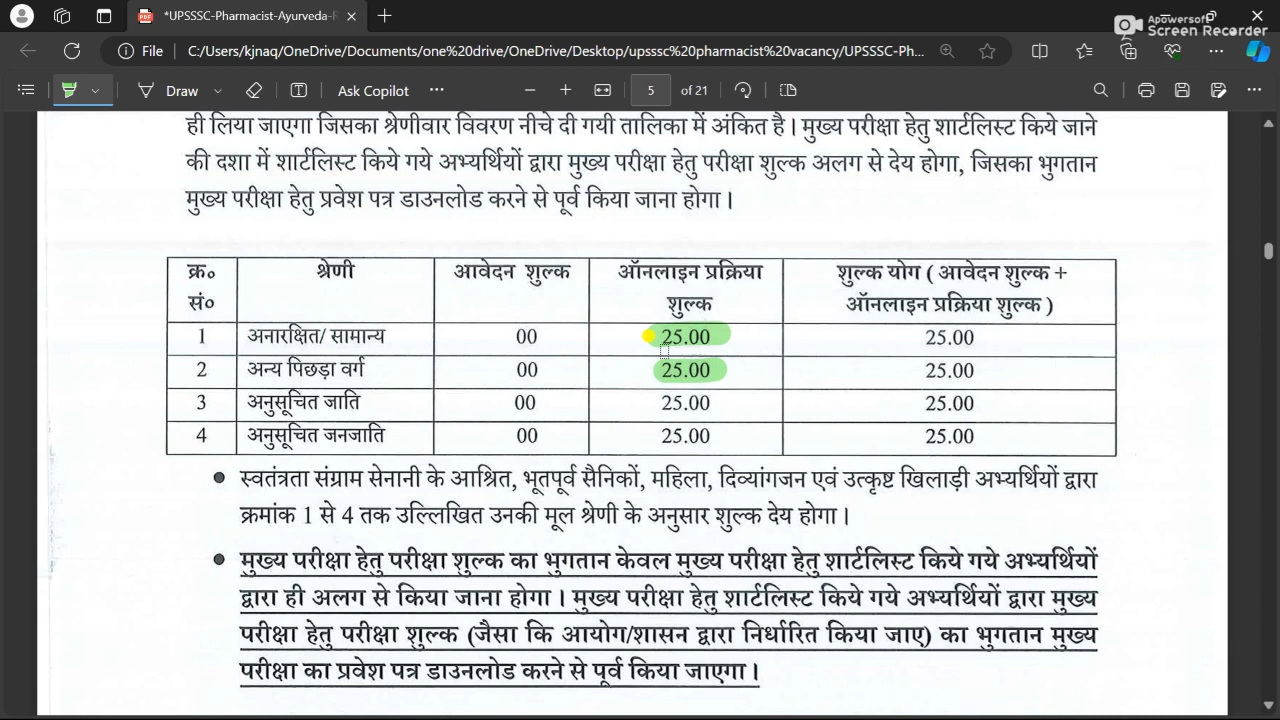 *UPSSSC-Pharmacist-Ayurveda-R
Apowersoft
Screen Recorder
File
C:/Users/kjnaq/OneDrive/Documents/one%20drive/OneDrive/Desktop/upsssc%20pharmacist%20vacancy/UPSSSC-Ph...
Draw
Ask Copilot
5 of 21
ही लिया जाएगा जिसका श्रेणीवार विवरण नीचे दी गयी तालिका में अंकित है। मुख्य परीक्षा हेतु शार्टलिस्ट किये जाने
की दशा में शार्टलिस्ट किये गये अभ्यर्थियों द्वारा मुख्य परीक्षा हेतु परीक्षा शुल्क अलग से देय होगा, जिसका भुगतान
मुख्य परीक्षा हेतु प्रवेश पत्र डाउनलोड करने से पूर्व किया जाना होगा।
क्र० सं० श्रेणी आवेदन शुल्क ऑनलाइन प्रक्रिया शुल्क शुल्क योग ( आवेदन शुल्क + ऑनलाइन प्रक्रिया शुल्क )
1 अनारक्षित/ सामान्य 00 25.00 25.00
2 अन्य पिछड़ा वर्ग 00 25.00 25.00
3 अनुसूचित जाति 00 25.00 25.00
4 अनुसूचित जनजाति 00 25.00 25.00
● स्वतंत्रता संग्राम सेनानी के आश्रित, भूतपूर्व सैनिकों, महिला, दिव्यांगजन एवं उत्कृष्ट खिलाड़ी अभ्यर्थियों द्वारा
क्रमांक 1 से 4 तक उल्लिखित उनकी मूल श्रेणी के अनुसार शुल्क देय होगा।
● मुख्य परीक्षा हेतु परीक्षा शुल्क का भुगतान केवल मुख्य परीक्षा हेतु शार्टलिस्ट किये गये अभ्यर्थियों
द्वारा ही अलग से किया जाना होगा। मुख्य परीक्षा हेतु शार्टलिस्ट किये गये अभ्यर्थियों द्वारा मुख्य
परीक्षा हेतु परीक्षा शुल्क (जैसा कि आयोग/शासन द्वारा निर्धारित किया जाए) का भुगतान मुख्य
परीक्षा का प्रवेश पत्र डाउनलोड करने से पूर्व किया जाएगा।